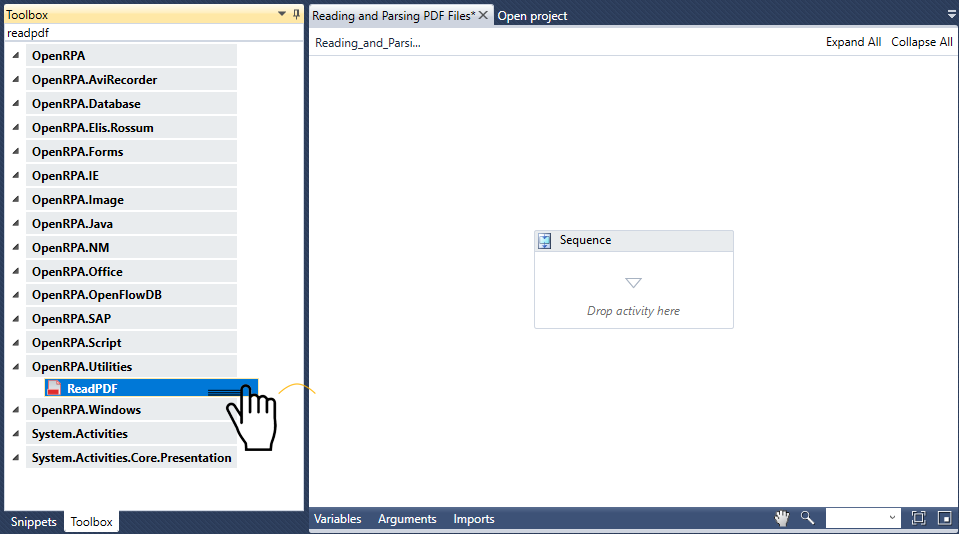 Toolbox
readpdf
OpenRPA
OpenRPA.AviRecorder
OpenRPA.Database
OpenRPA.Elis.Rossum
OpenRPA.Forms
OpenRPA.IE
OpenRPA.Image
OpenRPA.Java
OpenRPA.NM
OpenRPA.Office
OpenRPA.OpenFlowDB
OpenRPA.SAP
OpenRPA.Script
OpenRPA.Utilities
ReadPDF
OpenRPA.Windows
System.Activities
System.Activities.Core.Presentation
Snippets Toolbox
Reading and Parsing PDF Files* Open project
Reading_and_Parsi... Expand All Collapse All
Sequence
Drop activity here
Variables Arguments Imports